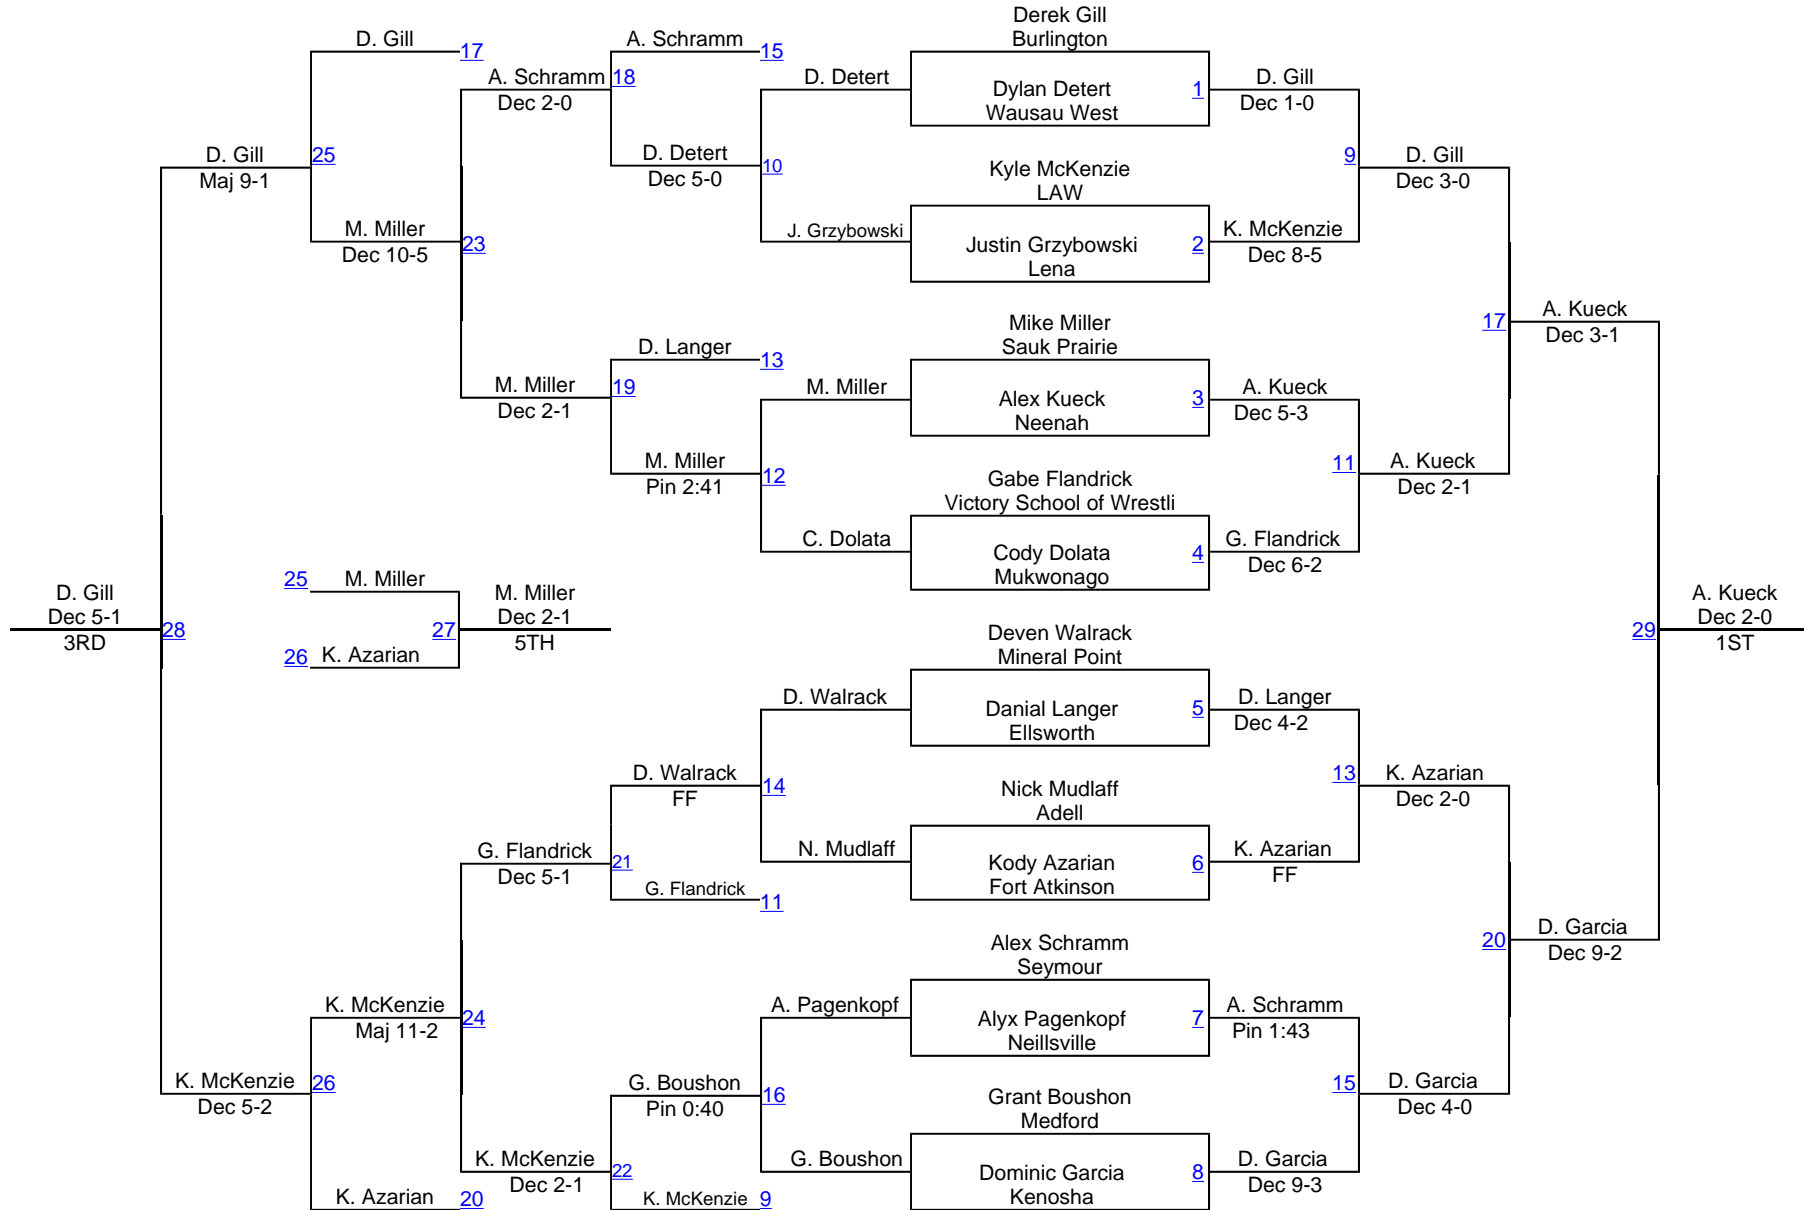 Derek Gill
Burlington
D. Gill
17
A. Schramm
15
A. Schramm
18
Dec 2-0
D. Detert
Dylan Detert
Wausau West
1
D. Gill
Dec 1-0
D. Gill
Maj 9-1
25
D. Detert
Dec 5-0
10
Kyle McKenzie
LAW
9
D. Gill
Dec 3-0
M. Miller
Dec 10-5
23
J. Grzybowski
Justin Grzybowski
Lena
2
K. McKenzie
Dec 8-5
Mike Miller
Sauk Prairie
17
A. Kueck
Dec 3-1
D. Langer
13
M. Miller
Dec 2-1
19
M. Miller
Alex Kueck
Neenah
3
A. Kueck
Dec 5-3
M. Miller
Pin 2:41
12
Gabe Flandrick
Victory School of Wrestli
11
A. Kueck
Dec 2-1
C. Dolata
Cody Dolata
Mukwonago
4
G. Flandrick
Dec 6-2
D. Gill
Dec 5-1
3RD
28
25
M. Miller
26
K. Azarian
27
M. Miller
Dec 2-1
5TH
29
A. Kueck
Dec 2-0
1ST
Deven Walrack
Mineral Point
D. Walrack
Danial Langer
Ellsworth
5
D. Langer
Dec 4-2
D. Walrack
FF
14
Nick Mudlaff
Adell
13
K. Azarian
Dec 2-0
G. Flandrick
Dec 5-1
21
N. Mudlaff
Kody Azarian
Fort Atkinson
6
K. Azarian
FF
G. Flandrick
11
Alex Schramm
Seymour
20
D. Garcia
Dec 9-2
K. McKenzie
Maj 11-2
24
A. Pagenkopf
Alyx Pagenkopf
Neillsville
7
A. Schramm
Pin 1:43
K. McKenzie
Dec 5-2
26
G. Boushon
Pin 0:40
16
Grant Boushon
Medford
15
D. Garcia
Dec 4-0
K. McKenzie
Dec 2-1
22
G. Boushon
Dominic Garcia
Kenosha
8
D. Garcia
Dec 9-3
K. Azarian
20
K. McKenzie
9